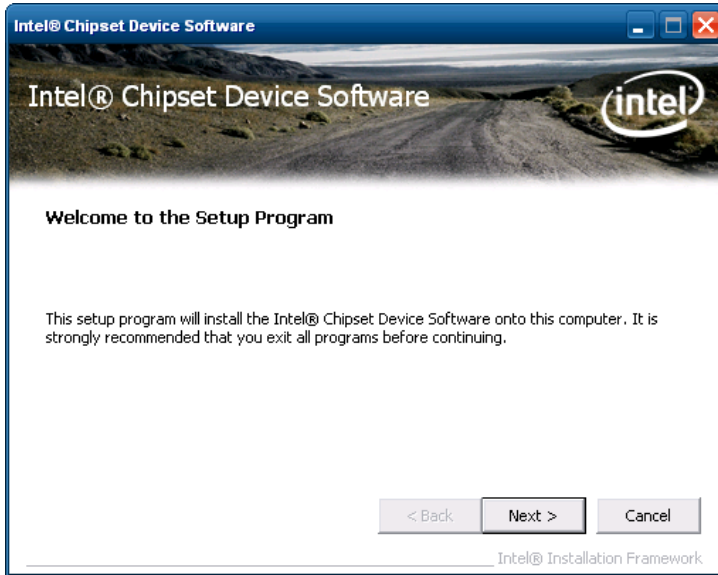 Intel® Chipset Device Software
Intel® Chipset Device Software
intel
Welcome to the Setup Program
This setup program will install the Intel® Chipset Device Software onto this computer. It is
strongly recommended that you exit all programs before continuing.
< Back Next > Cancel
Intel® Installation Framework